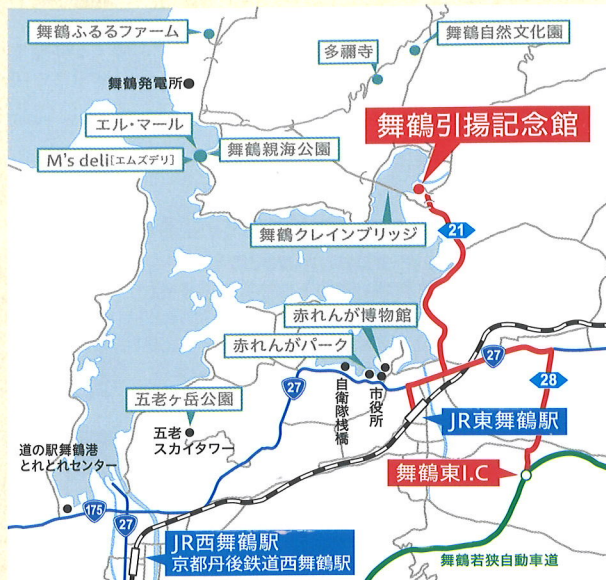 舞鶴ふるるファーム
多禰寺
舞鶴自然文化園
舞鶴発電所
エル・マール
M's deli[エムズデリ]
舞鶴親海公園
舞鶴引揚記念館
舞鶴クレインブリッジ
21
赤れんが博物館
赤れんがパーク
27
27
28
自衛隊桟橋
市役所
JR東舞鶴駅
五老ヶ岳公園
五老
スカイタワー
道の駅舞鶴港
とれとれセンター
舞鶴東I.C
175
27
JR西舞鶴駅
京都丹後鉄道西舞鶴駅
舞鶴若狭自動車道